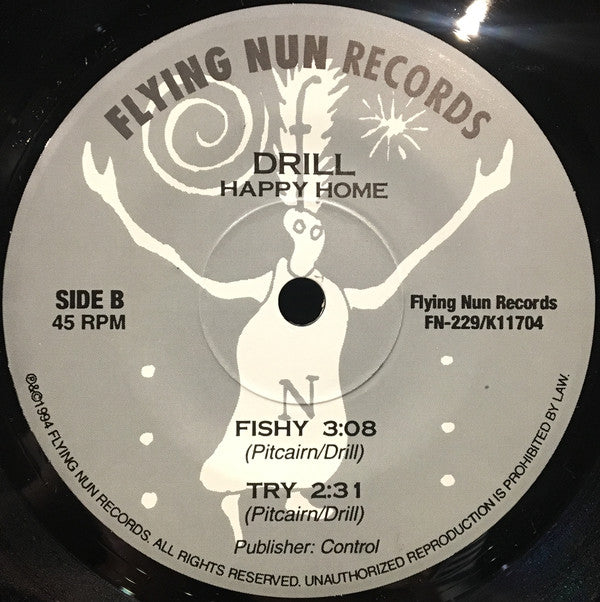 FLYING NUN RECORDS
DRILL
HAPPY HOME
SIDE B
45 RPM
Flying Nun Records
FN-229/K11704
N
FISHY 3:08
(Pitcairn/Drill)
TRY 2:31
(Pitcairn/Drill)
Publisher: Control
℗&©1994 FLYING NUN RECORDS. ALL RIGHTS RESERVED. UNAUTHORIZED REPRODUCTION IS PROHIBITED BY LAW.